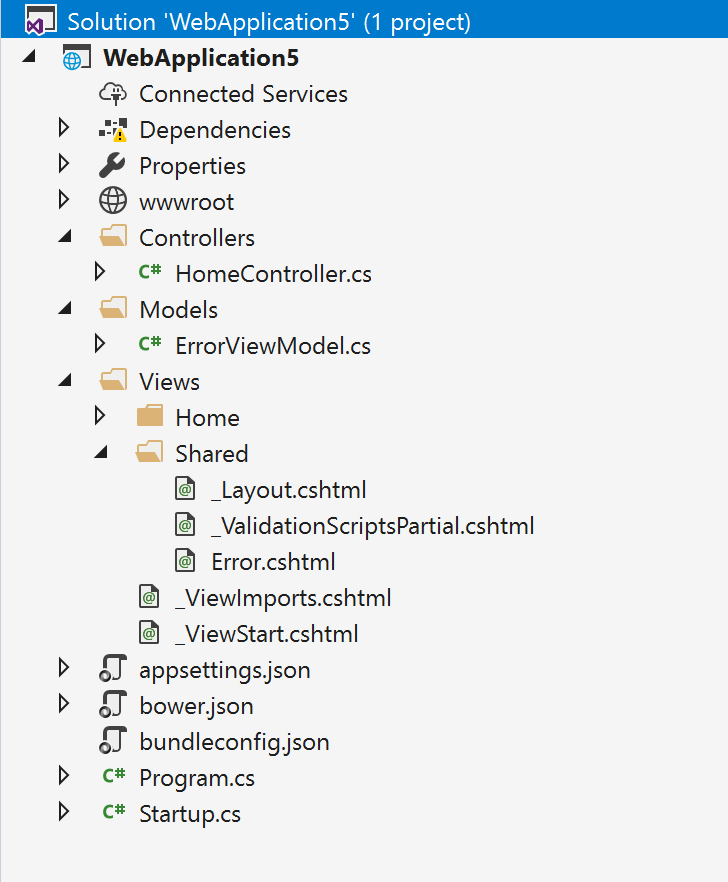 Solution 'WebApplication5' (1 project)
WebApplication5
Connected Services
Dependencies
Properties
wwwroot
Controllers
C# HomeController.cs
Models
C# ErrorViewModel.cs
Views
Home
Shared
@ _Layout.cshtml
@ _ValidationScriptsPartial.cshtml
@ Error.cshtml
@ _ViewImports.cshtml
@ _ViewStart.cshtml
appsettings.json
bower.json
bundleconfig.json
C# Program.cs
C# Startup.cs